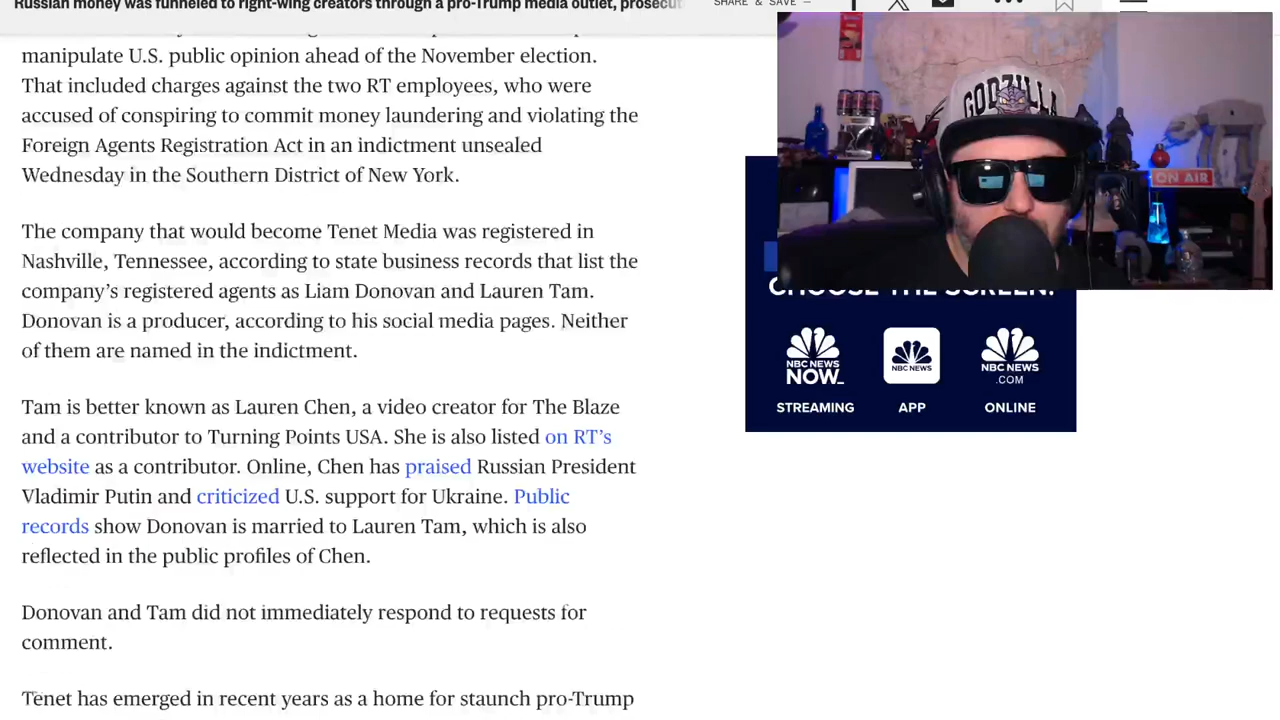 Russian money was funneled to right-wing creators through a pro-Trump media outlet, prosecut
SHARE & SAVE —
manipulate U.S. public opinion ahead of the November election.
That included charges against the two RT employees, who were
accused of conspiring to commit money laundering and violating the
Foreign Agents Registration Act in an indictment unsealed
Wednesday in the Southern District of New York.
The company that would become Tenet Media was registered in
Nashville, Tennessee, according to state business records that list the
company’s registered agents as Liam Donovan and Lauren Tam.
Donovan is a producer, according to his social media pages. Neither
of them are named in the indictment.
Tam is better known as Lauren Chen, a video creator for The Blaze
and a contributor to Turning Points USA. She is also listed on RT’s
website as a contributor. Online, Chen has praised Russian President
Vladimir Putin and criticized U.S. support for Ukraine. Public
records show Donovan is married to Lauren Tam, which is also
reflected in the public profiles of Chen.
Donovan and Tam did not immediately respond to requests for
comment.
Tenet has emerged in recent years as a home for staunch pro-Trump
GODZILLA
ON AIR
CHOOSE THE SCREEN.
NBC NEWS
NOW
STREAMING
NBC NEWS
APP
NBC NEWS
.COM
ONLINE